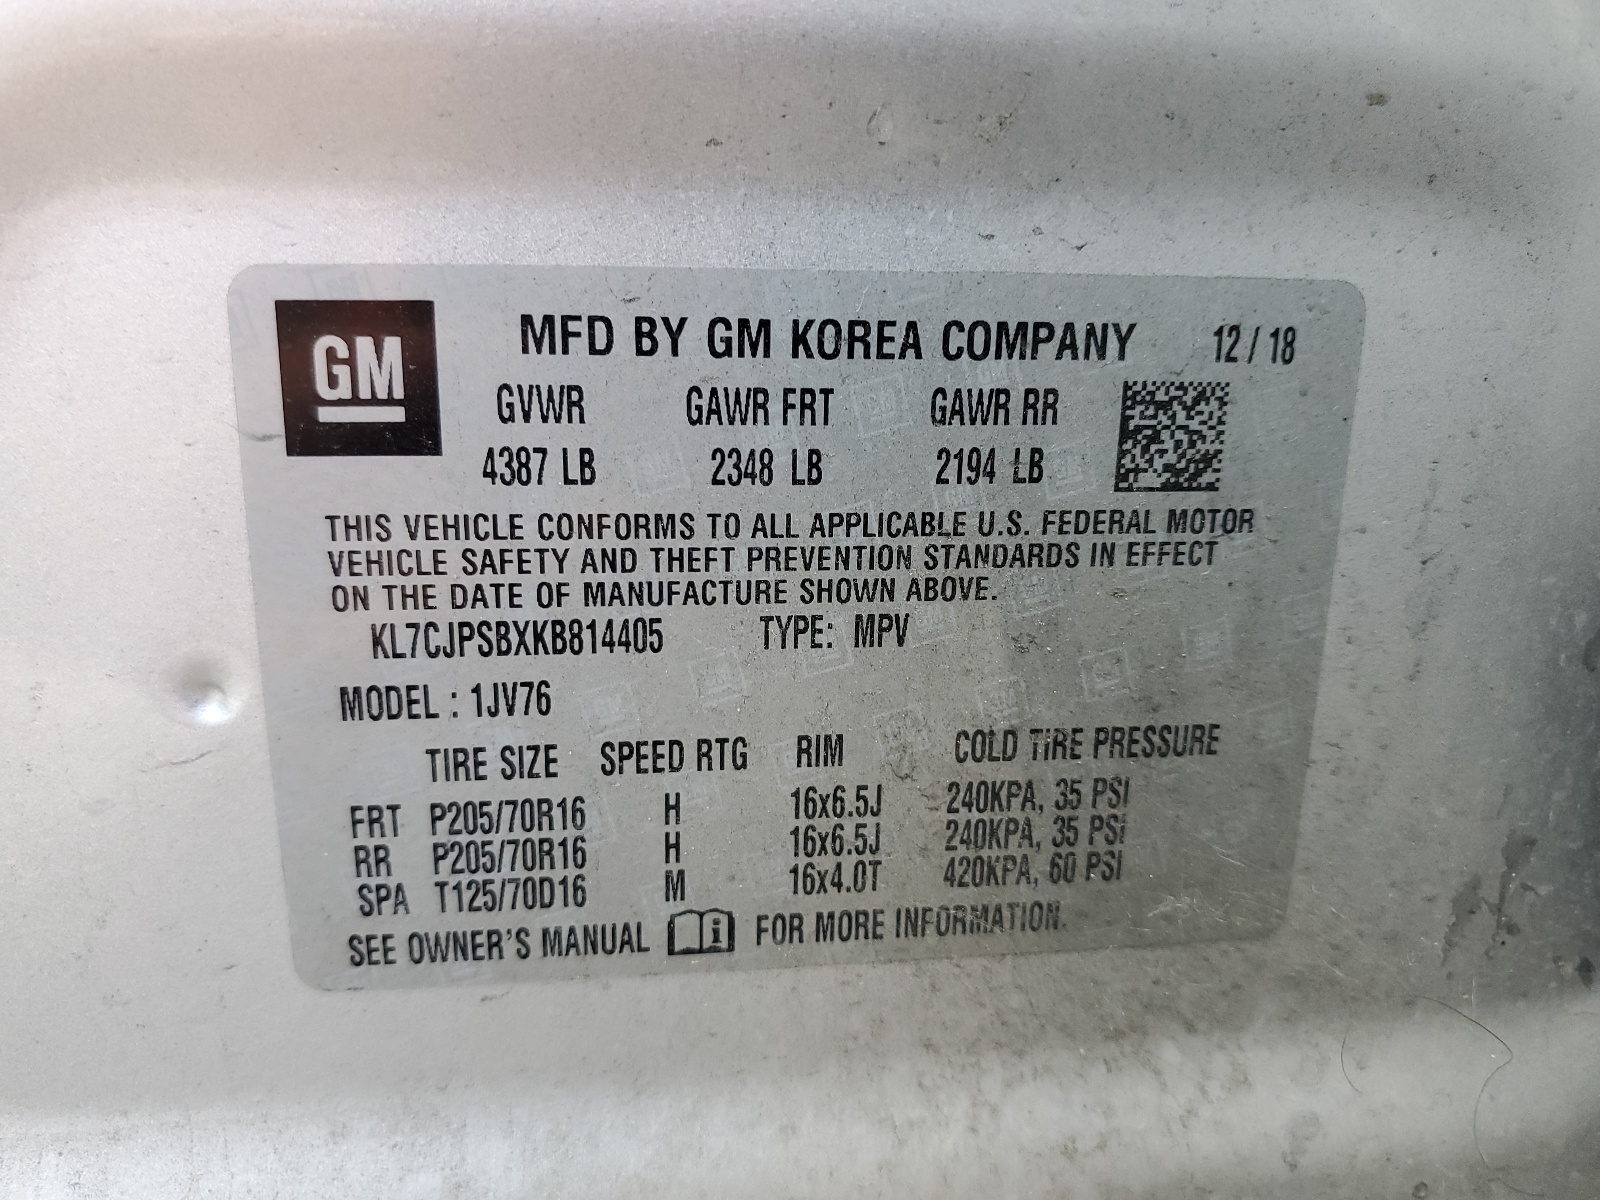 GM
MFD BY GM KOREA COMPANY 12/18
GVWR GAWR FRT GAWR RR
4387 LB 2348 LB 2194 LB
THIS VEHICLE CONFORMS TO ALL APPLICABLE U.S. FEDERAL MOTOR
VEHICLE SAFETY AND THEFT PREVENTION STANDARDS IN EFFECT
ON THE DATE OF MANUFACTURE SHOWN ABOVE.
KL7CJPSBXKB814405 TYPE: MPV
MODEL : 1JV76
TIRE SIZE SPEED RTG RIM COLD TIRE PRESSURE
FRT P205/70R16 H 16x6.5J 240KPA, 35 PSI
RR P205/70R16 H 16x6.5J 240KPA, 35 PSI
SPA T125/70D16 M 16x4.0T 420KPA, 60 PSI
SEE OWNER'S MANUAL i FOR MORE INFORMATION.